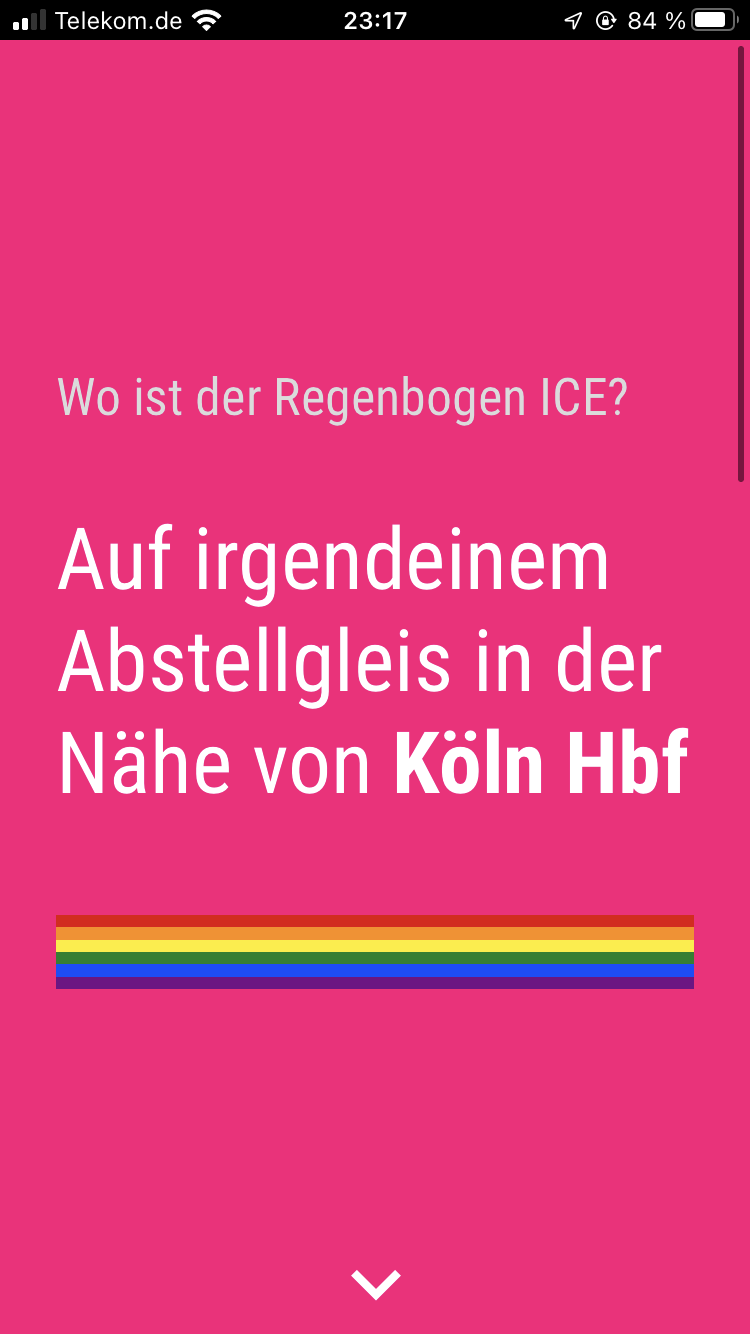 Telekom.de 23:17 84 %
Wo ist der Regenbogen ICE?
Auf irgendeinem
Abstellgleis in der
Nähe von Köln Hbf